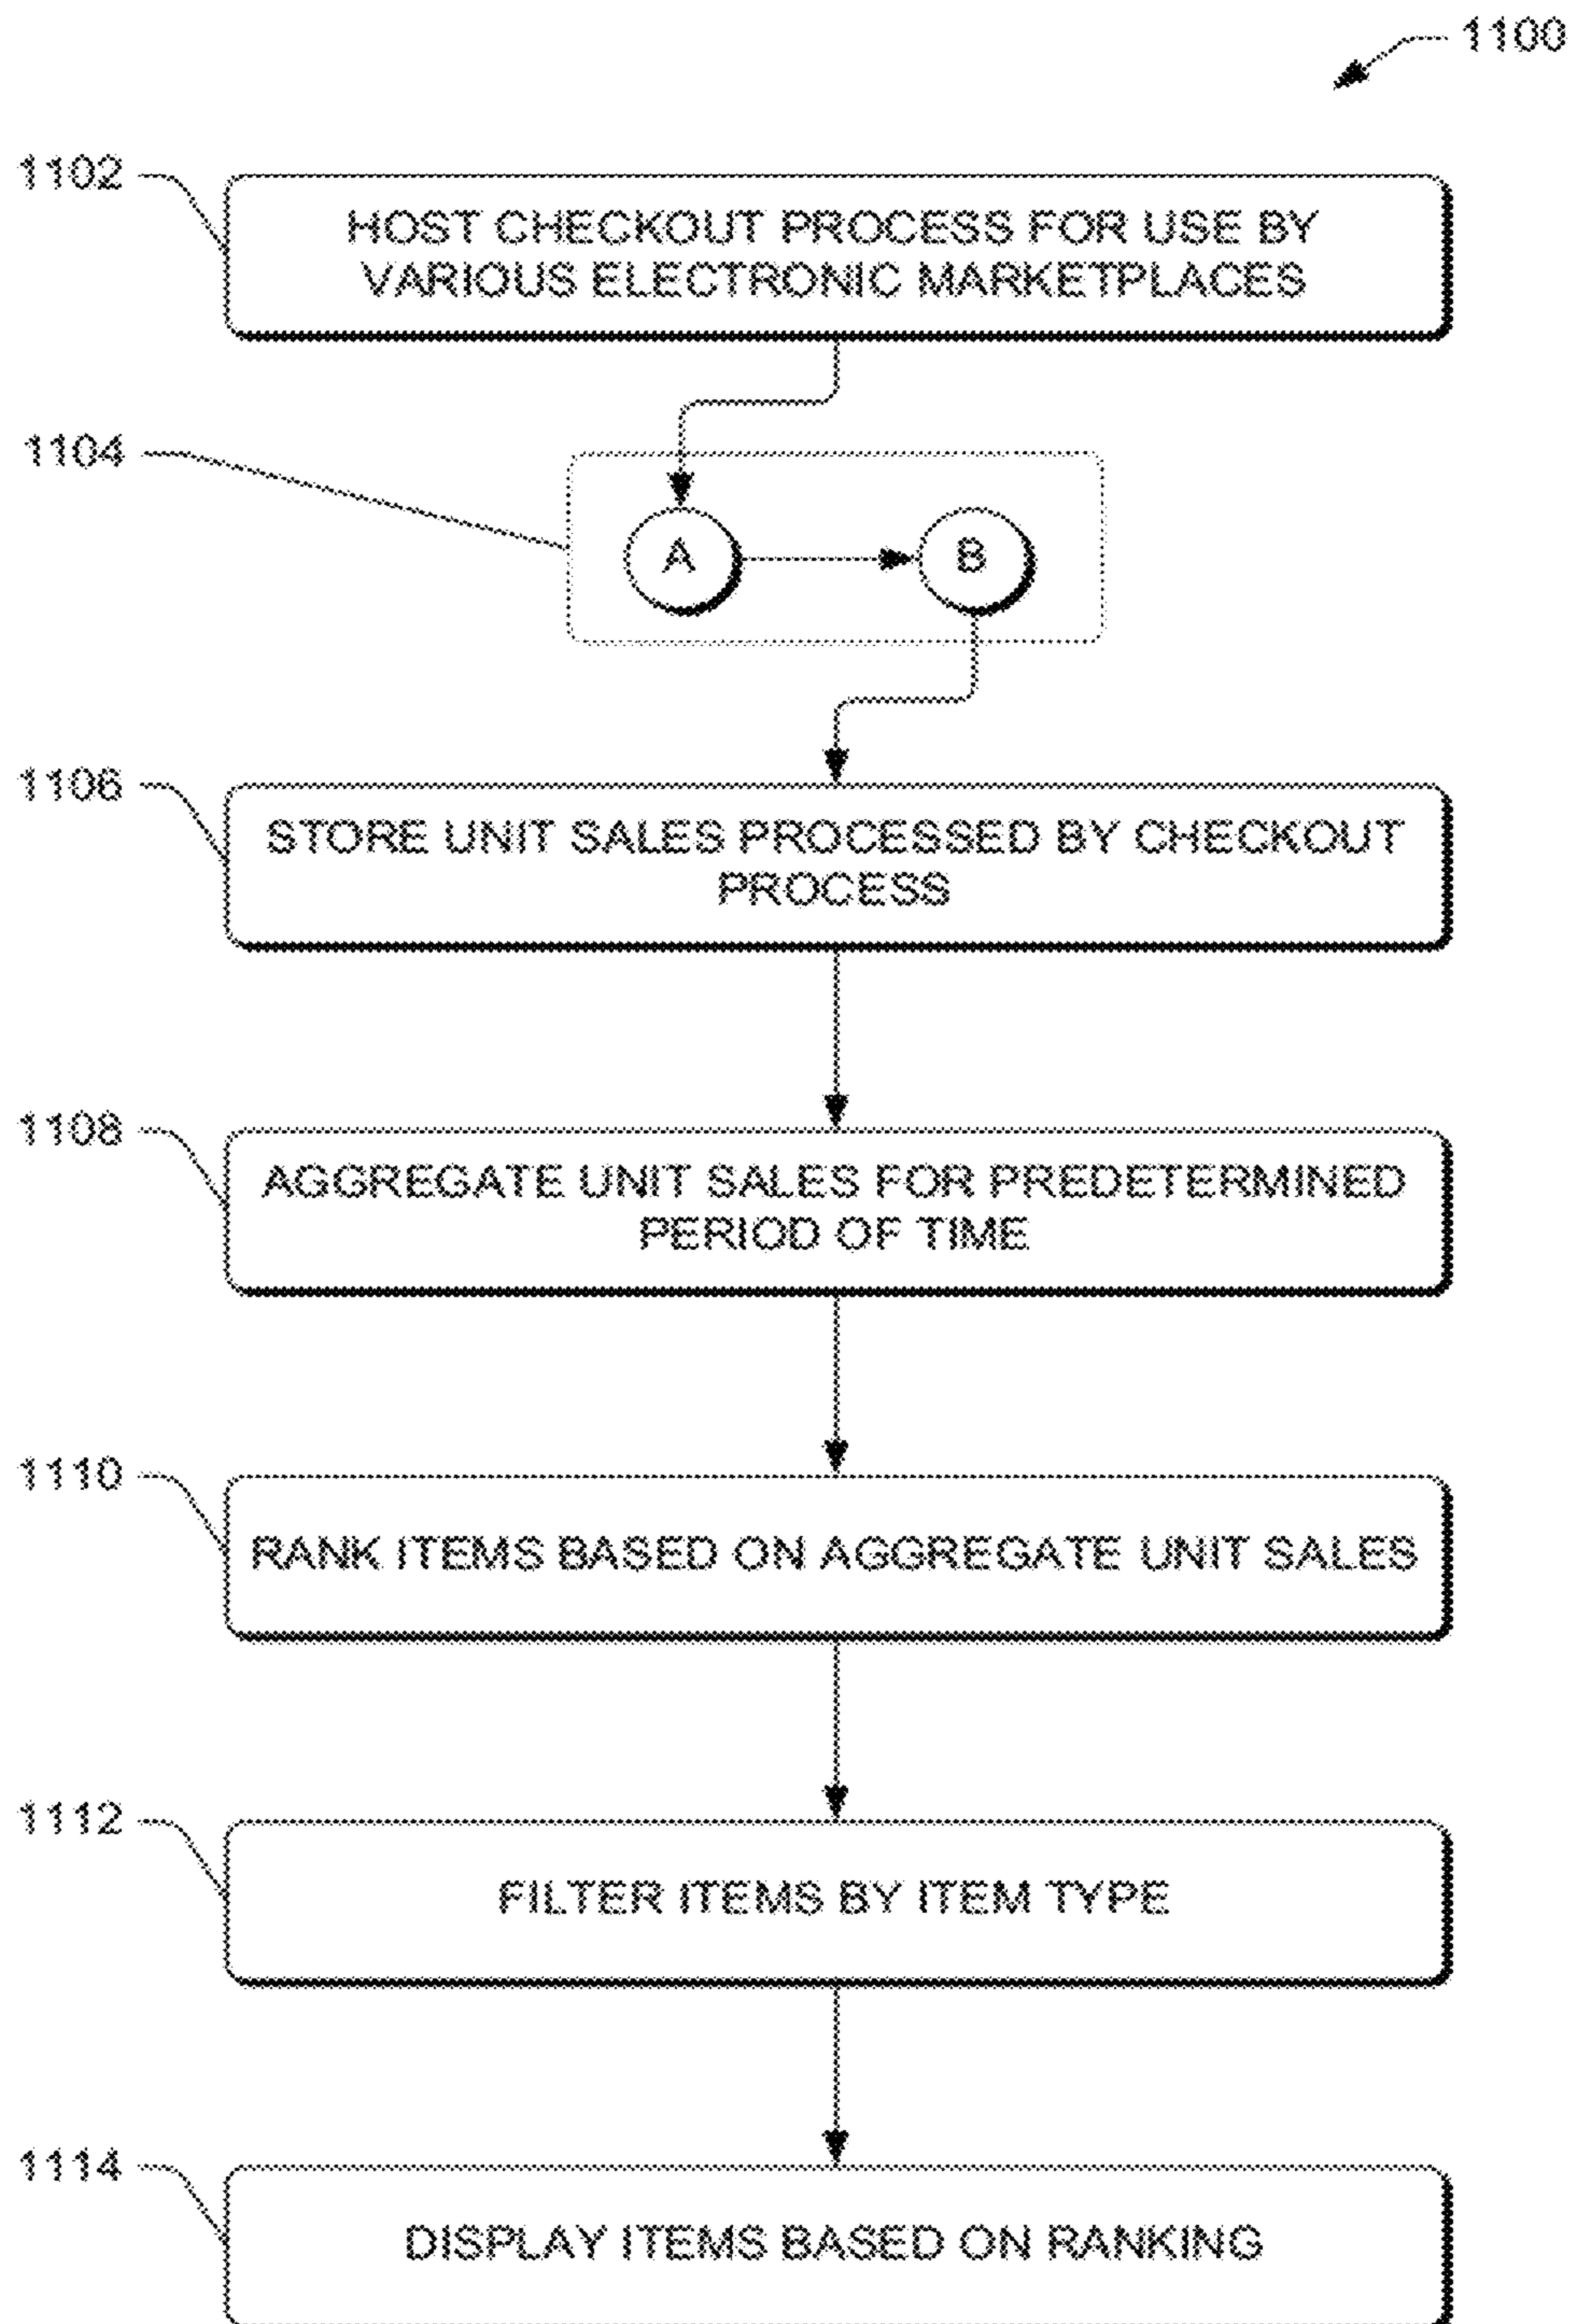 1100
1102
HOST CHECKOUT PROCESS FOR USE BY
VARIOUS ELECTRONIC MARKETPLACES
1104
A
B
1106
STORE UNIT SALES PROCESSED BY CHECKOUT
PROCESS
1108
AGGREGATE UNIT SALES FOR PREDETERMINED
PERIOD OF TIME
1110
RANK ITEMS BASED ON AGGREGATE UNIT SALES
1112
FILTER ITEMS BY ITEM TYPE
1114
DISPLAY ITEMS BASED ON RANKING